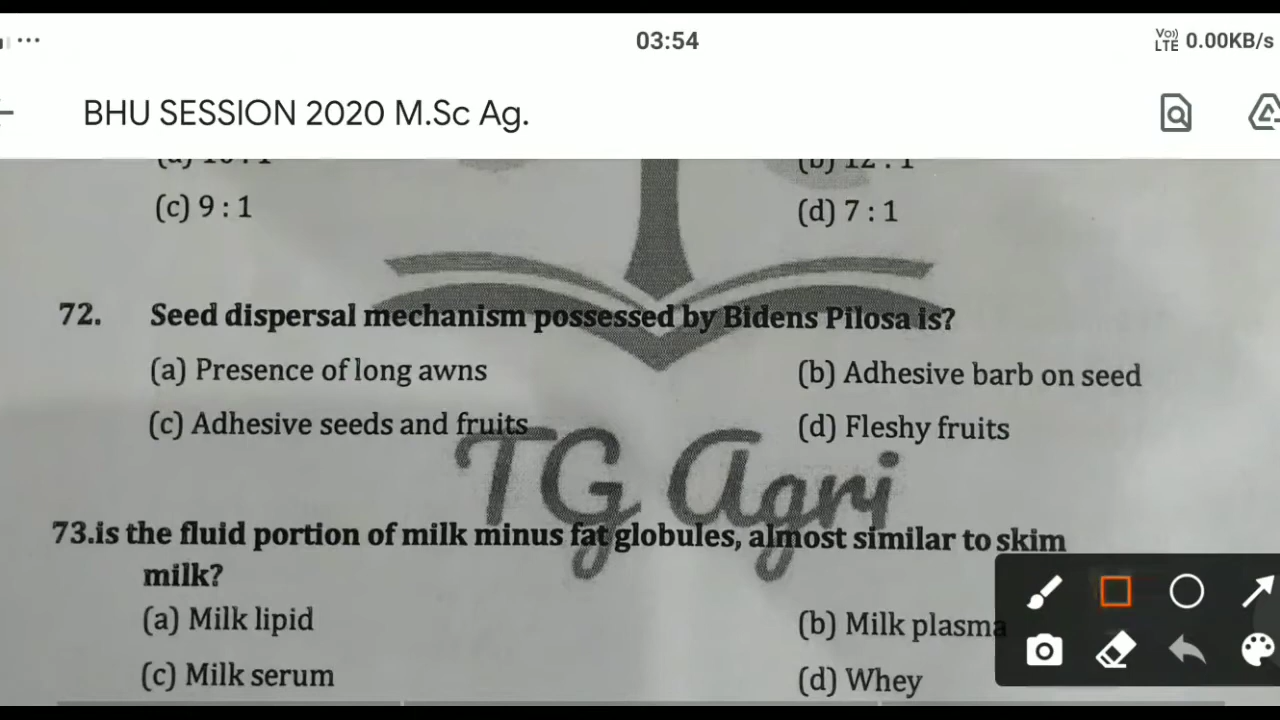 03:54
Vo)) LTE 0.00KB/s
BHU SESSION 2020 M.Sc Ag.
(c) 9 : 1
(d) 7 : 1
72. Seed dispersal mechanism possessed by Bidens Pilosa is?
(a) Presence of long awns
(b) Adhesive barb on seed
(c) Adhesive seeds and fruits
(d) Fleshy fruits
TG Agri
73.is the fluid portion of milk minus fat globules, almost similar to skim
milk?
(a) Milk lipid
(b) Milk plasma
(c) Milk serum
(d) Whey